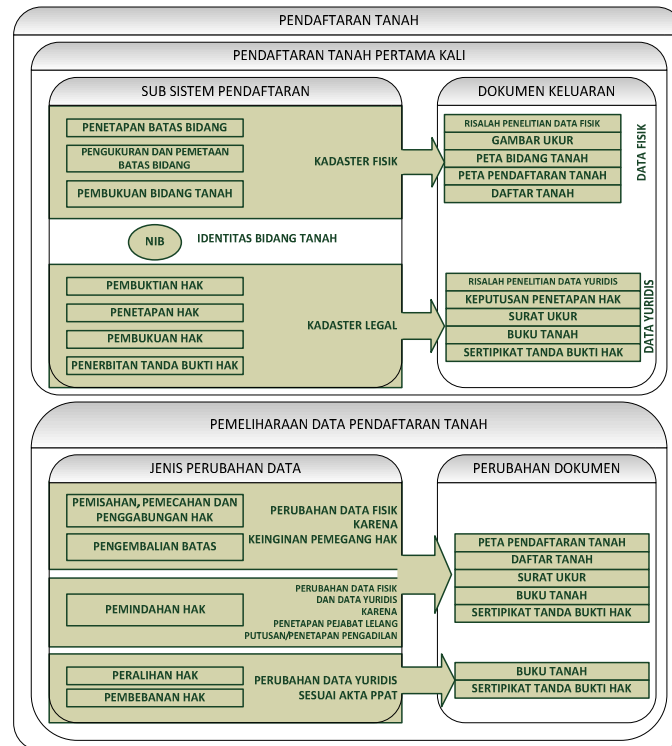 PENDAFTARAN TANAH
PENDAFTARAN TANAH PERTAMA KALI
SUB SISTEM PENDAFTARAN
PENETAPAN BATAS BIDANG
PENGUKURAN DAN PEMETAAN
BATAS BIDANG
PEMBUKUAN BIDANG TANAH
KADASTER FISIK
NIB
IDENTITAS BIDANG TANAH
PEMBUKTIAN HAK
PENETAPAN HAK
PEMBUKUAN HAK
PENERBITAN TANDA BUKTI HAK
KADASTER LEGAL
DOKUMEN KELUARAN
RISALAH PENELITIAN DATA FISIK
GAMBAR UKUR
PETA BIDANG TANAH
PETA PENDAFTARAN TANAH
DAFTAR TANAH
DATA FISIK
RISALAH PENELITIAN DATA YURIDIS
KEPUTUSAN PENETAPAN HAK
SURAT UKUR
BUKU TANAH
SERTIPIKAT TANDA BUKTI HAK
DATA YURIDIS
PEMELIHARAAN DATA PENDAFTARAN TANAH
JENIS PERUBAHAN DATA
PEMISAHAN, PEMECAHAN DAN
PENGGABUNGAN HAK
PENGEMBALIAN BATAS
PERUBAHAN DATA FISIK
KARENA
KEINGINAN PEMEGANG HAK
PEMINDAHAN HAK
PERUBAHAN DATA FISIK
DAN DATA YURIDIS
KARENA
PENETAPAN PEJABAT LELANG
PUTUSAN/PENETAPAN PENGADILAN
PERALIHAN HAK
PEMBEBANAN HAK
PERUBAHAN DATA YURIDIS
SESUAI AKTA PPAT
PERUBAHAN DOKUMEN
PETA PENDAFTARAN TANAH
DAFTAR TANAH
SURAT UKUR
BUKU TANAH
SERTIPIKAT TANDA BUKTI HAK
BUKU TANAH
SERTIPIKAT TANDA BUKTI HAK